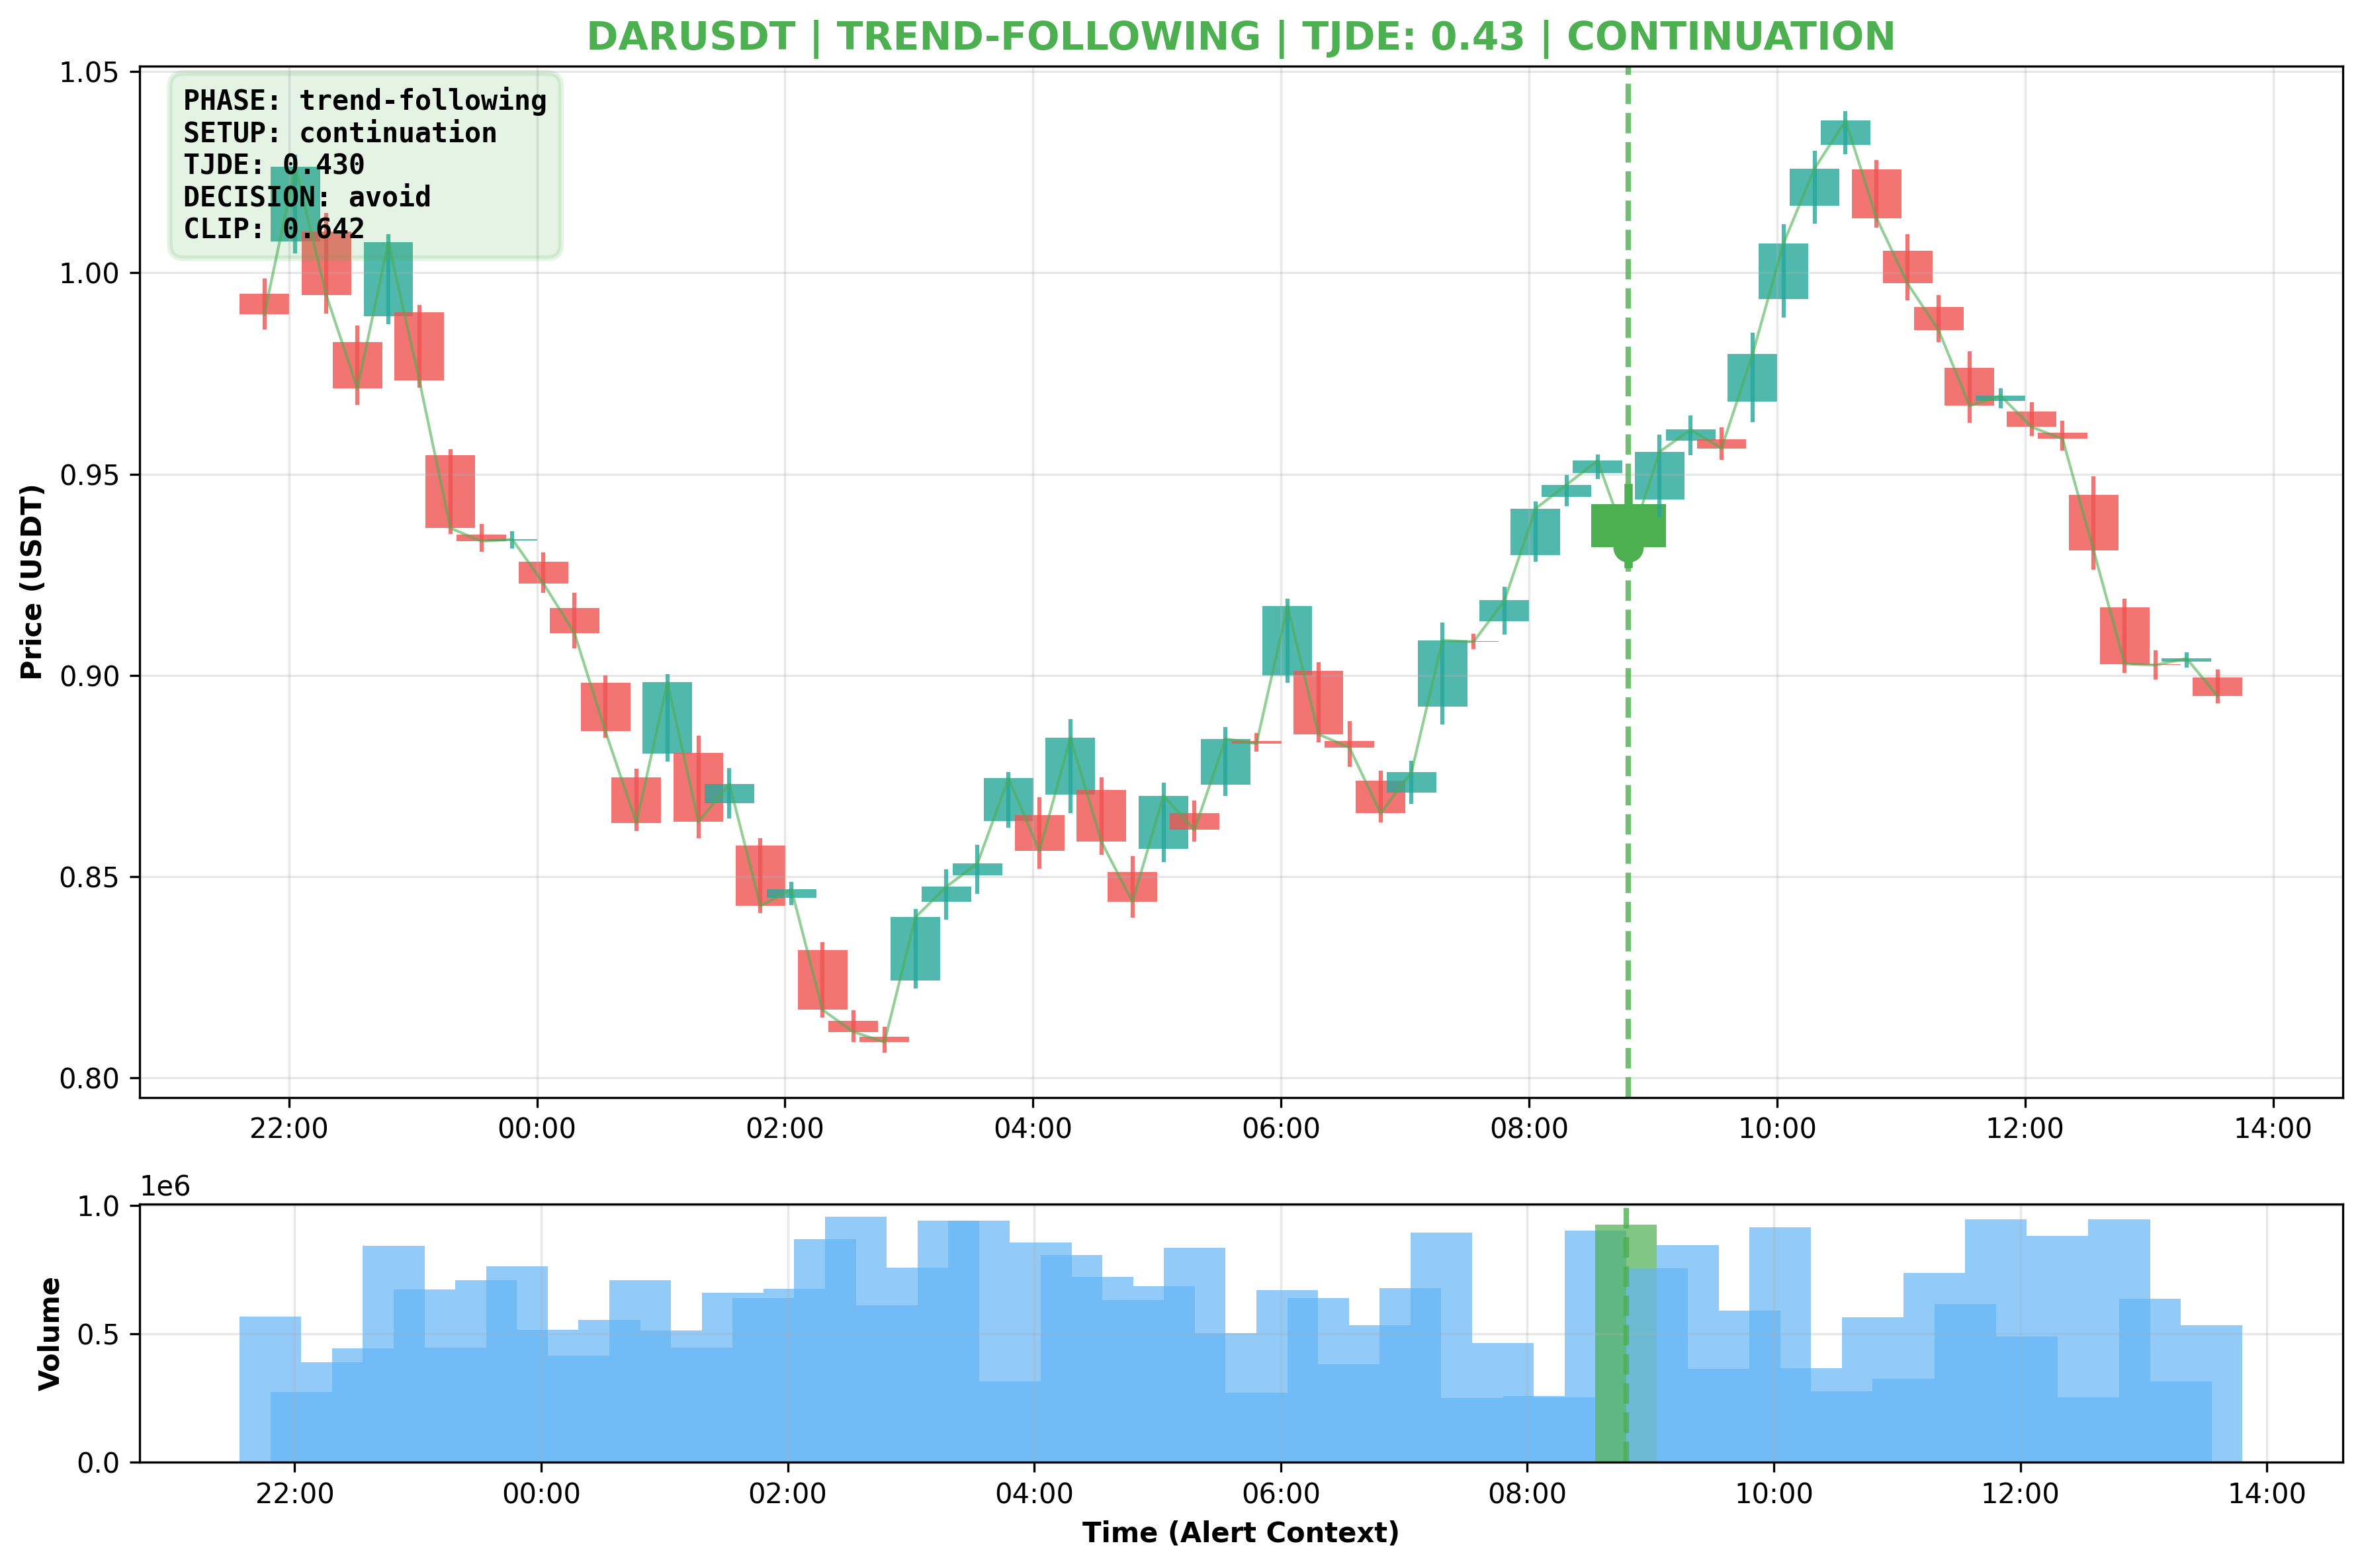 DARUSDT | TREND-FOLLOWING | TJDE: 0.43 | CONTINUATION
PHASE: trend-following
SETUP: continuation
TJDE: 0.430
DECISION: avoid
CLIP: 0.642
Price (USDT)
1.05
1.00
0.95
0.90
0.85
0.80
22:00 00:00 02:00 04:00 06:00 08:00 10:00 12:00 14:00
1e6
Volume
1.0
0.5
0.0
22:00 00:00 02:00 04:00 06:00 08:00 10:00 12:00 14:00
Time (Alert Context)